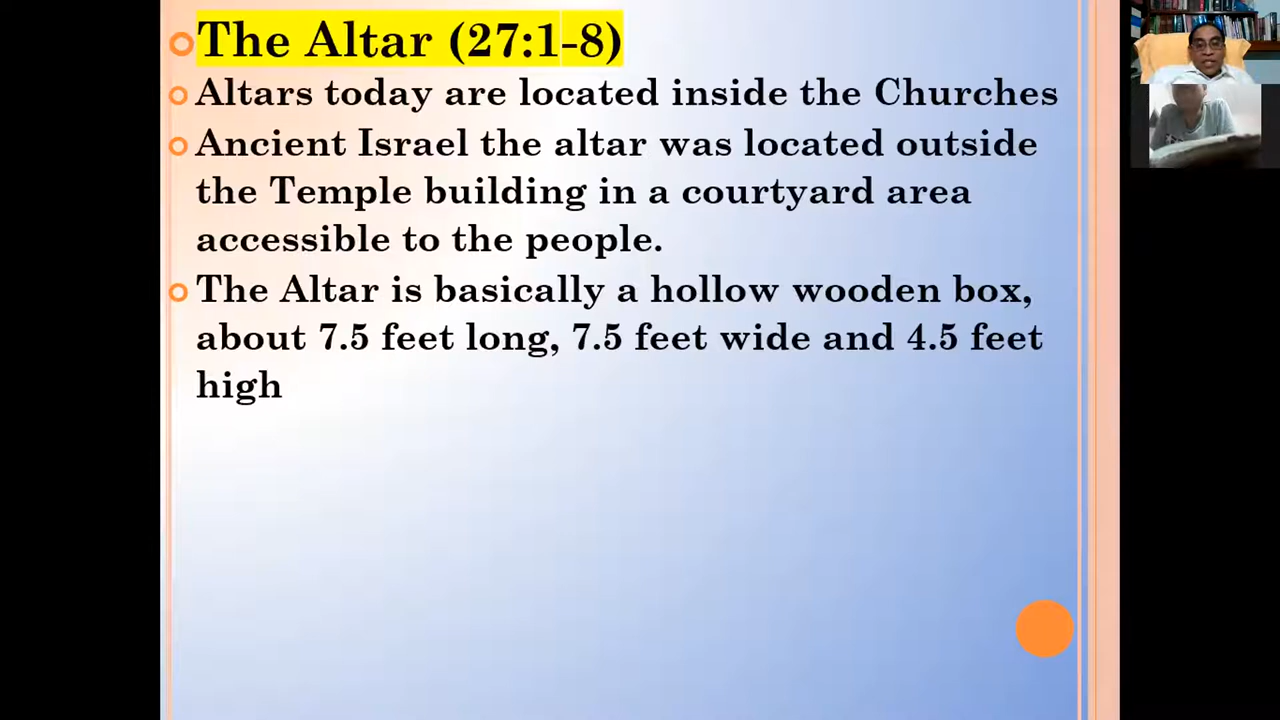 The Altar (27:1-8)
Altars today are located inside the Churches
Ancient Israel the altar was located outside
the Temple building in a courtyard area
accessible to the people.
The Altar is basically a hollow wooden box,
about 7.5 feet long, 7.5 feet wide and 4.5 feet
high